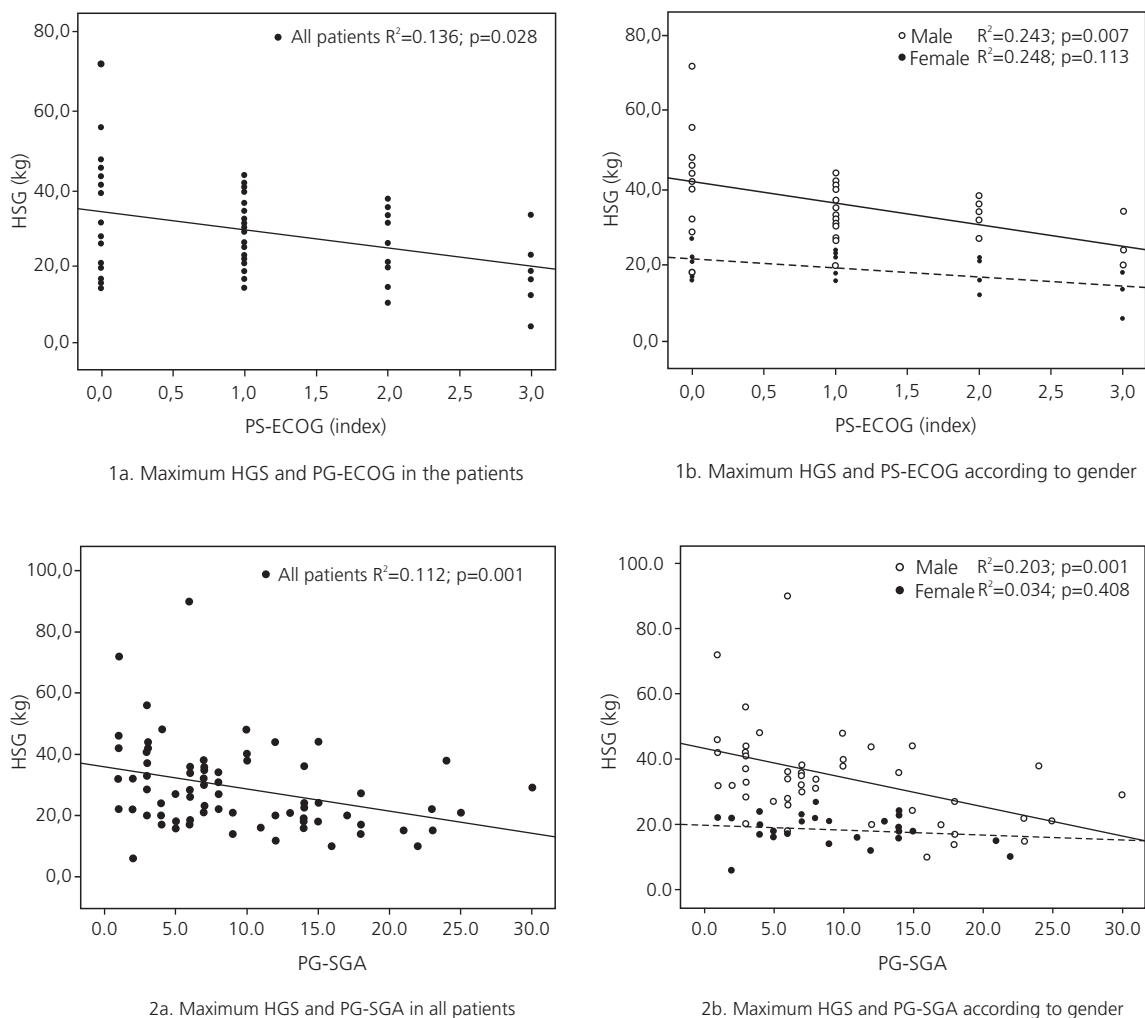 All patients R²=0.136; p=0.028
80,0
60,0
40,0
20,0
0,0
HSG (kg)
0,0 0,5 1,0 1,5 2,0 2,5 3,0
PS-ECOG (index)
1a. Maximum HGS and PG-ECOG in the patients
Male R²=0.243; p=0.007
Female R²=0.248; p=0.113
80,0
60,0
40,0
20,0
0,0
HSG (kg)
0,0 0,5 1,0 1,5 2,0 2,5 3,0
PS-ECOG (index)
1b. Maximum HGS and PS-ECOG according to gender
All patients R²=0.112; p=0.001
100,0
80,0
60,0
40,0
20,0
0,0
HSG (kg)
0.0 5.0 10.0 15.0 20.0 25.0 30.0
PG-SGA
2a. Maximum HGS and PG-SGA in all patients
Male R²=0.203; p=0.001
Female R²=0.034; p=0.408
100.0
80.0
60.0
40.0
20.0
0.0
HSG (kg)
0.0 5.0 10.0 15.0 20.0 25.0 30.0
PG-SGA
2b. Maximum HGS and PG-SGA according to gender